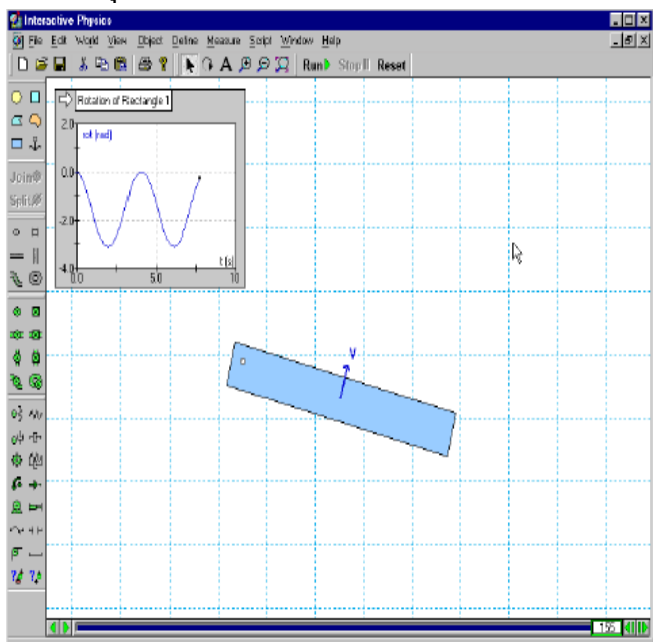 Interactive Physics
File Edit World View Object Define Measure Script Window Help
Run Stop Reset
Rotation of Rectangle 1
2.0
rot (rad)
0.0
-2.0
-4.0
t (s)
0.0 5.0 10
Join
Split
V
155